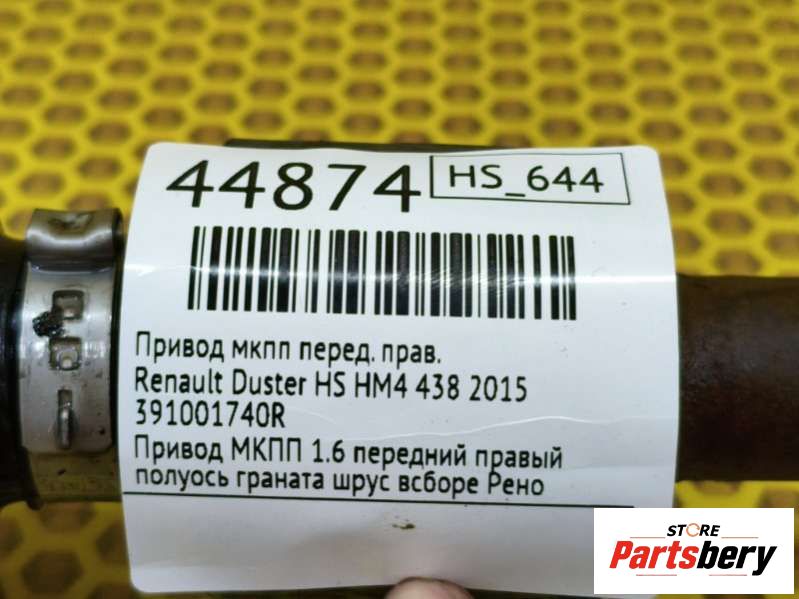 44874
HS_644
Привод мкпп перед. прав.
Renault Duster HS HM4 438 2015
391001740R
Привод МКПП 1.6 передний правый
полуось граната шрус всборе Рено
STORE
Partsbery